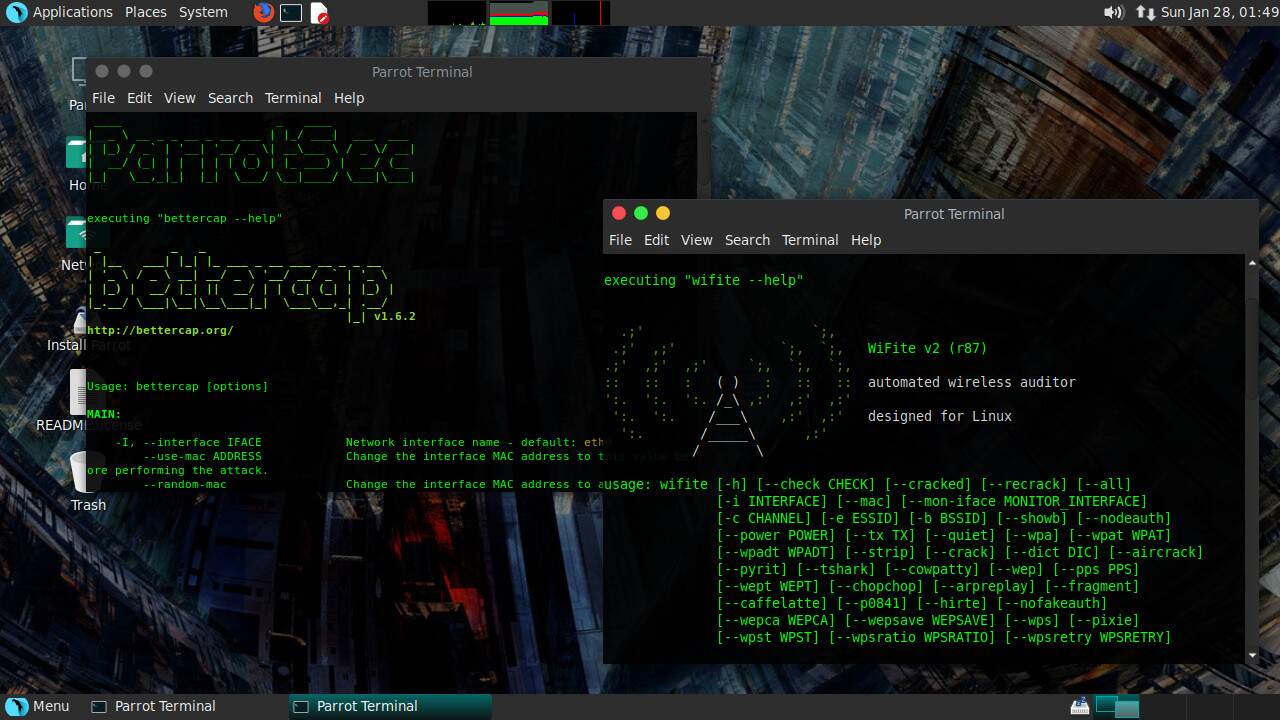 Applications Places System
Sun Jan 28, 01:49
Parrot Terminal
File Edit View Search Terminal Help
ParrotSec
executing "bettercap --help"
bettercap
v1.6.2
http://bettercap.org/
Usage: bettercap [options]
MAIN:
-I, --interface IFACE Network interface name - default: eth
--use-mac ADDRESS Change the interface MAC address to this value be
ore performing the attack.
--random-mac Change the interface MAC address to a
Install Parrot
README license
Trash
Parrot Terminal
File Edit View Search Terminal Help
executing "wifite --help"
WiFite v2 (r87)
automated wireless auditor
designed for Linux
usage: wifite [-h] [--check CHECK] [--cracked] [--recrack] [--all]
[-i INTERFACE] [--mac] [--mon-iface MONITOR_INTERFACE]
[-c CHANNEL] [-e ESSID] [-b BSSID] [--showb] [--nodeauth]
[--power POWER] [--tx TX] [--quiet] [--wpa] [--wpat WPAT]
[--wpadt WPADT] [--strip] [--crack] [--dict DIC] [--aircrack]
[--pyrit] [--tshark] [--cowpatty] [--wep] [--pps PPS]
[--wept WEPT] [--chopchop] [--arpreplay] [--fragment]
[--caffelatte] [--p0841] [--hirte] [--nofakeauth]
[--wepca WEPCA] [--wepsave WEPSAVE] [--wps] [--pixie]
[--wpst WPST] [--wpsratio WPSRATIO] [--wpsretry WPSRETRY]
Menu Parrot Terminal Parrot Terminal